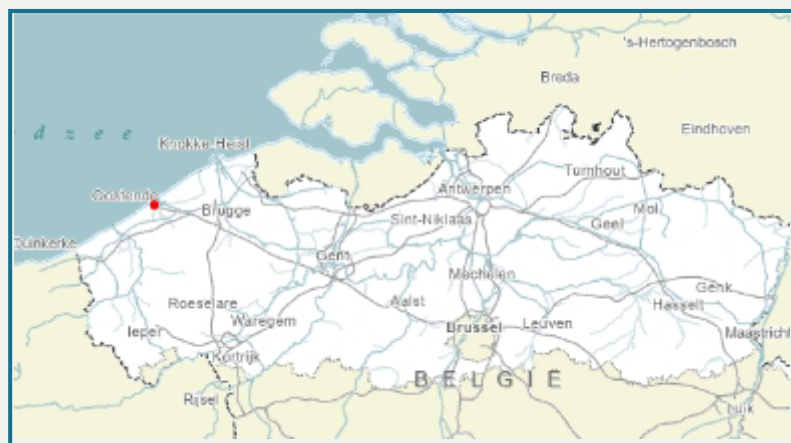 's-Hertogenbosch
Breda
d z e e
Eindhoven
Knokke-Heist
Turnhout
Antwerpen
Oostende
Mol
Brugge
Sint-Niklaas
Geel
Duinkerke
Gent
Mechelen
Genk
Roeselare
Aalst
Hasselt
Waregem
Brussel
Leuven
Ieper
Maastricht
Kortrijk
BELGIË
Rijsel
Luik